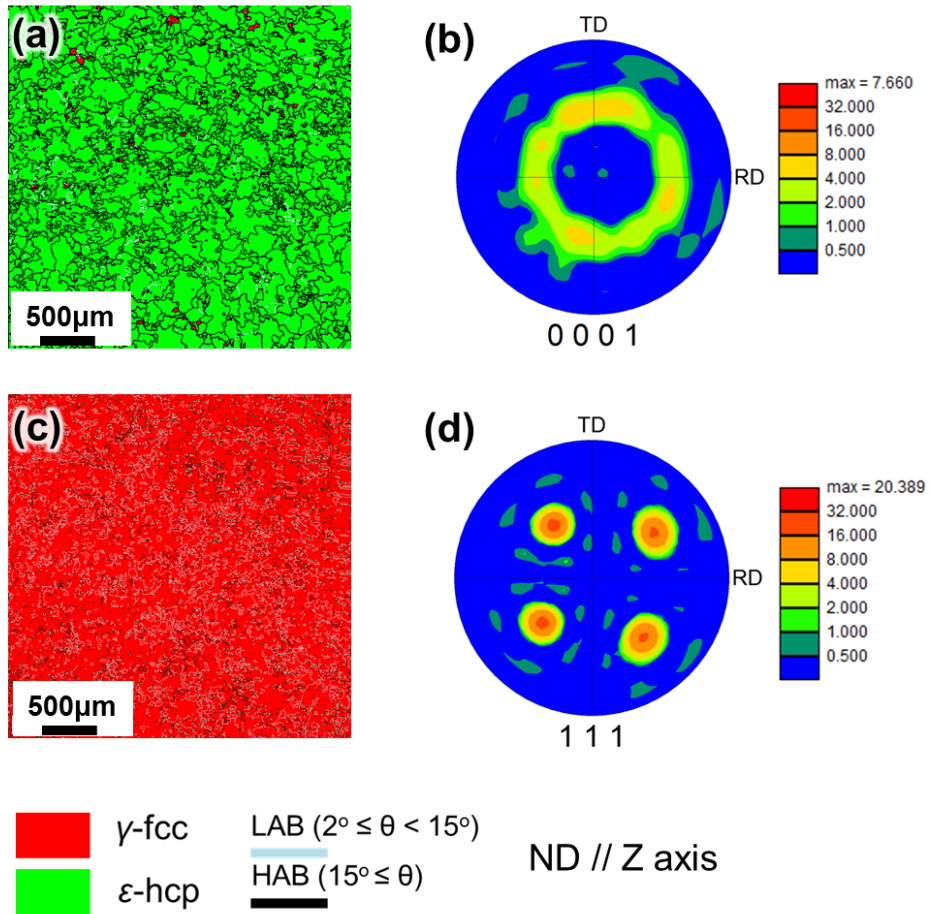 (a)
500µm
(b)
TD
RD
0 0 0 1
max = 7.660
32.000
16.000
8.000
4.000
2.000
1.000
0.500
(c)
500µm
(d)
TD
RD
1 1 1
max = 20.389
32.000
16.000
8.000
4.000
2.000
1.000
0.500
γ-fcc
ε-hcp
LAB (2° ≤ θ < 15°)
HAB (15° ≤ θ)
ND // Z axis